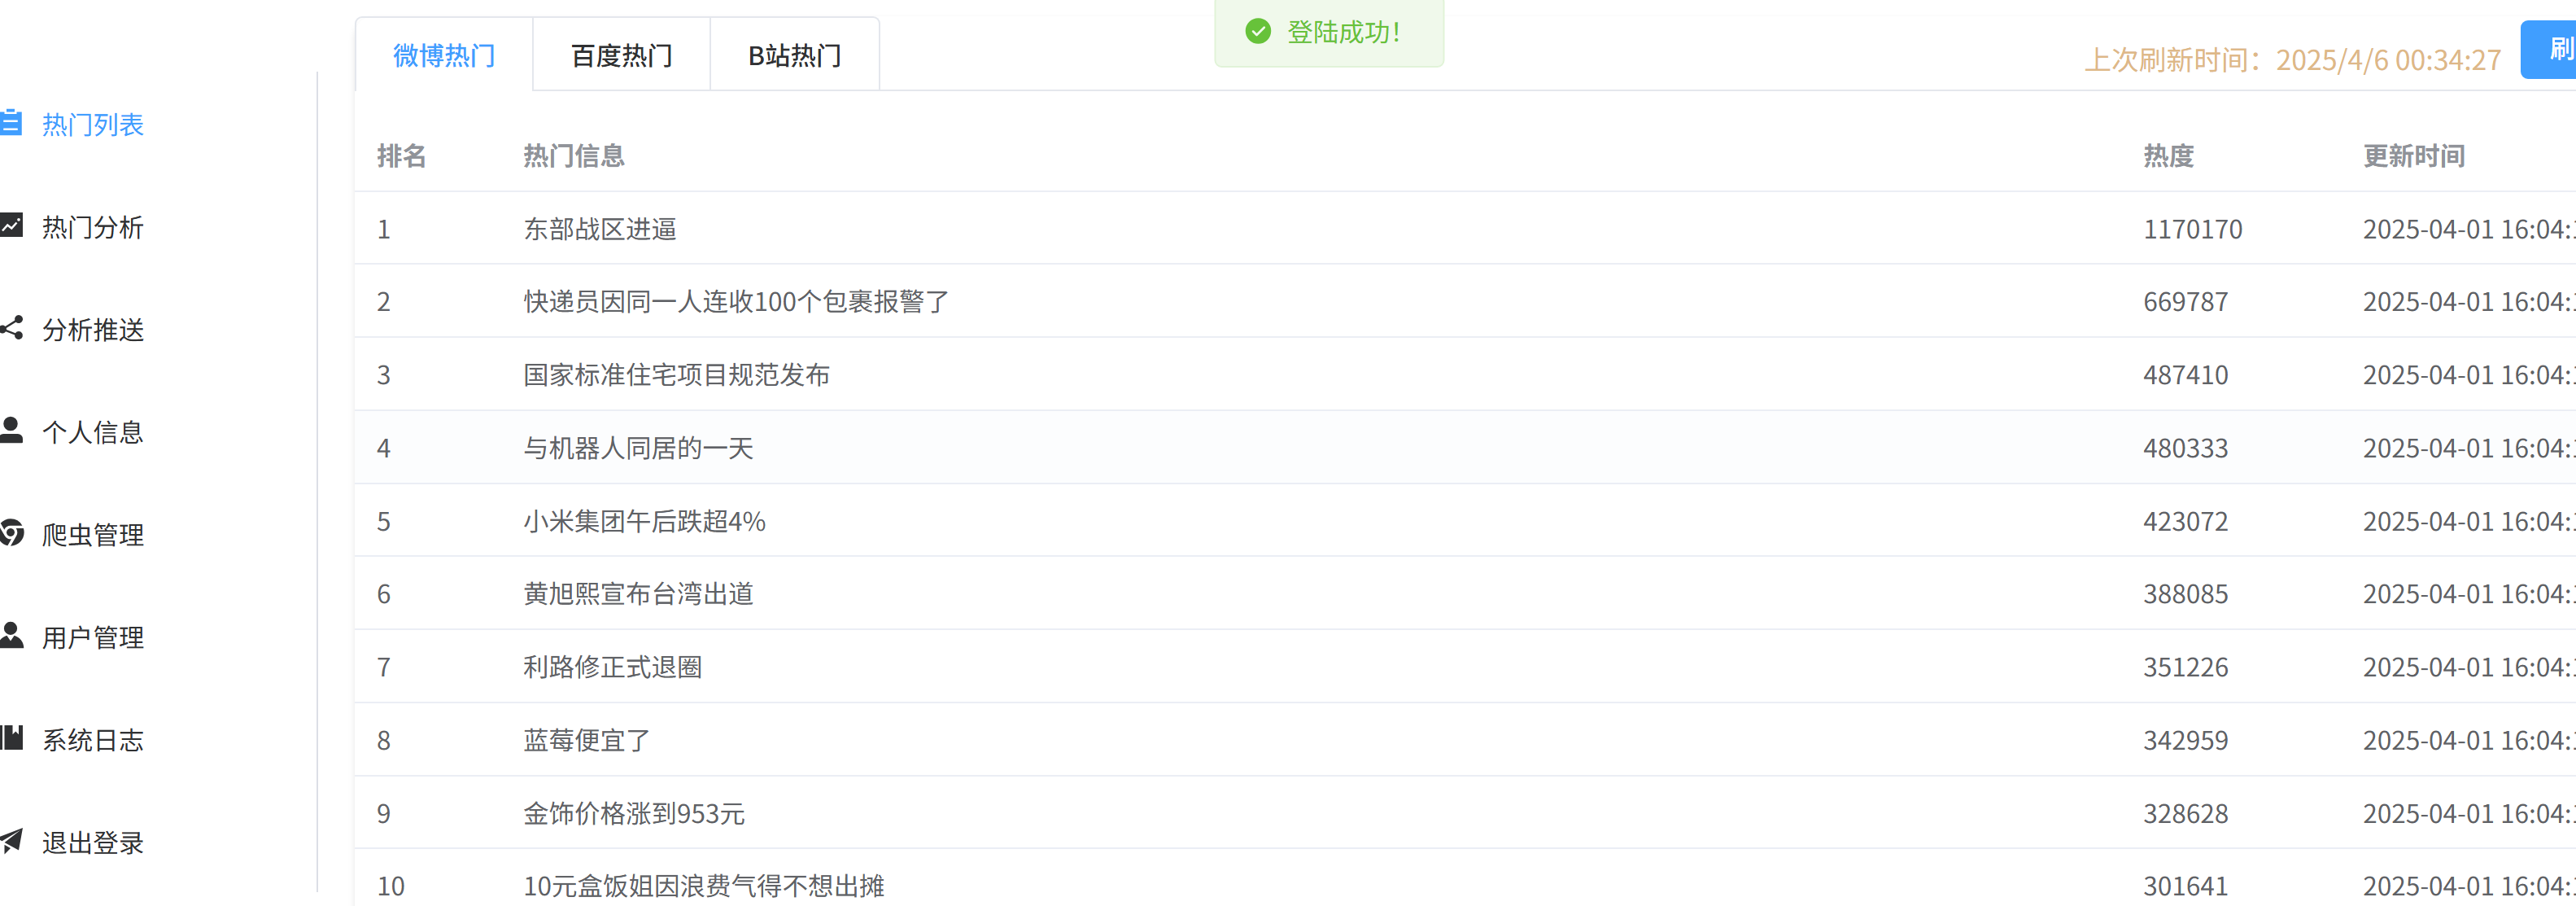 登陆成功!
微博热门 百度热门 B站热门
上次刷新时间: 2025/4/6 00:34:27 刷
热门列表
热门分析
分析推送
个人信息
爬虫管理
用户管理
系统日志
退出登录
排名 热门信息 热度 更新时间
1 东部战区进逼 1170170 2025-04-01 16:04:1
2 快递员因同一人连收100个包裹报警了 669787 2025-04-01 16:04:1
3 国家标准住宅项目规范发布 487410 2025-04-01 16:04:1
4 与机器人同居的一天 480333 2025-04-01 16:04:1
5 小米集团午后跌超4% 423072 2025-04-01 16:04:1
6 黄旭熙宣布台湾出道 388085 2025-04-01 16:04:1
7 利路修正式退圈 351226 2025-04-01 16:04:1
8 蓝莓便宜了 342959 2025-04-01 16:04:1
9 金饰价格涨到953元 328628 2025-04-01 16:04:1
10 10元盒饭姐因浪费气得不想出摊 301641 2025-04-01 16:04:1